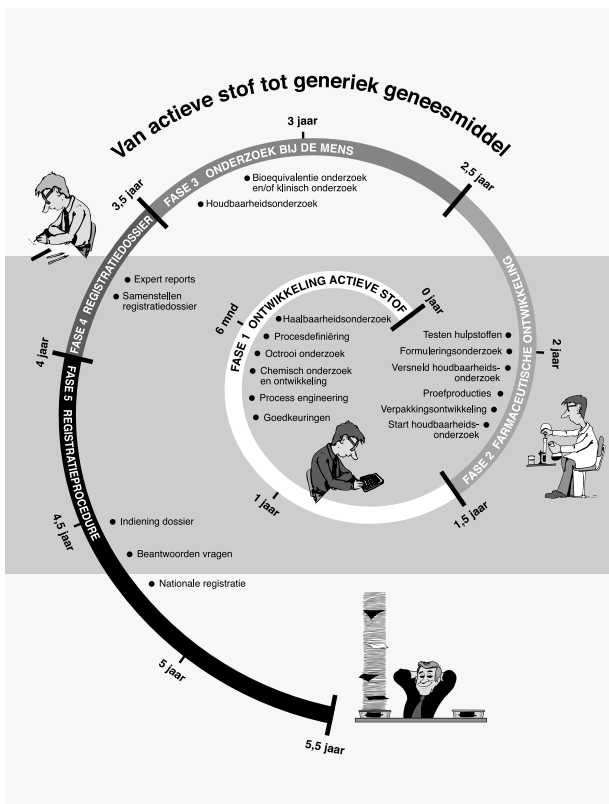 Van actieve stof tot generiek geneesmiddel
0 jaar
6 mnd
1 jaar
1,5 jaar
2 jaar
2,5 jaar
3 jaar
3,5 jaar
4 jaar
4,5 jaar
5 jaar
5,5 jaar
FASE 1 ONTWIKKELING ACTIEVE STOF
• Haalbaarheidsonderzoek
• Procesdefiniëring
• Octrooi onderzoek
• Chemisch onderzoek
en ontwikkeling
• Process engineering
• Goedkeuringen
FASE 2 FARMACEUTISCHE ONTWIKKELING
Testen hulpstoffen •
Formuleringsonderzoek •
Versneld houdbaarheids- •
onderzoek
Proefproducties •
Verpakkingsontwikkeling •
Start houdbaarheids- •
onderzoek
FASE 3 ONDERZOEK BIJ DE MENS
• Bioequivalentie onderzoek
en/of klinisch onderzoek
• Houdbaarheidsonderzoek
FASE 4 REGISTRATIEDOSSIER
• Expert reports
• Samenstellen
registratiedossier
FASE 5 REGISTRATIEPROCEDURE
• Indiening dossier
• Beantwoorden vragen
• Nationale registratie